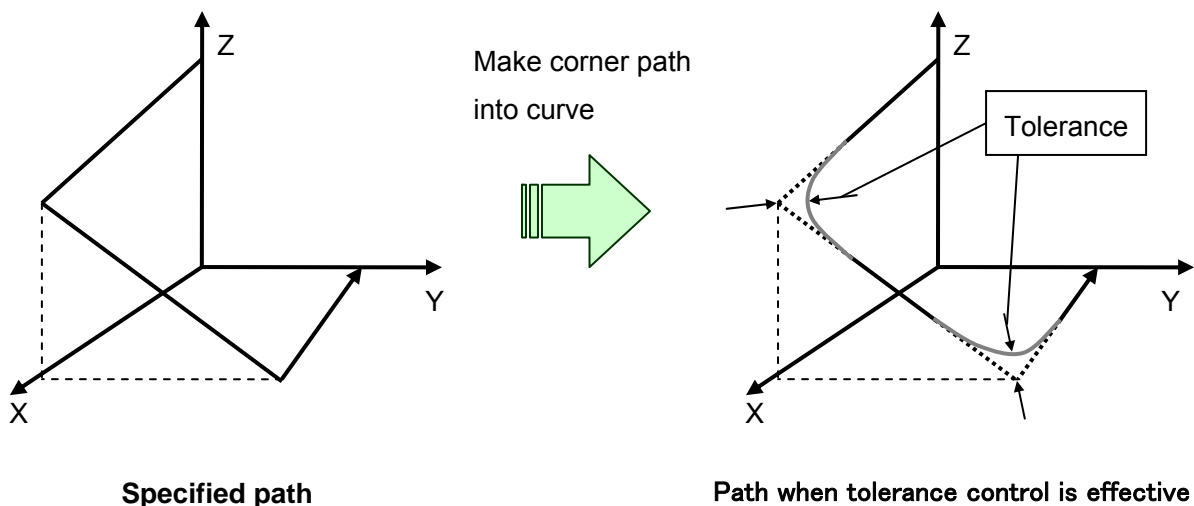 Z
Y
X
Specified path
Make corner path
into curve
Z
Tolerance
Y
X
Path when tolerance control is effective